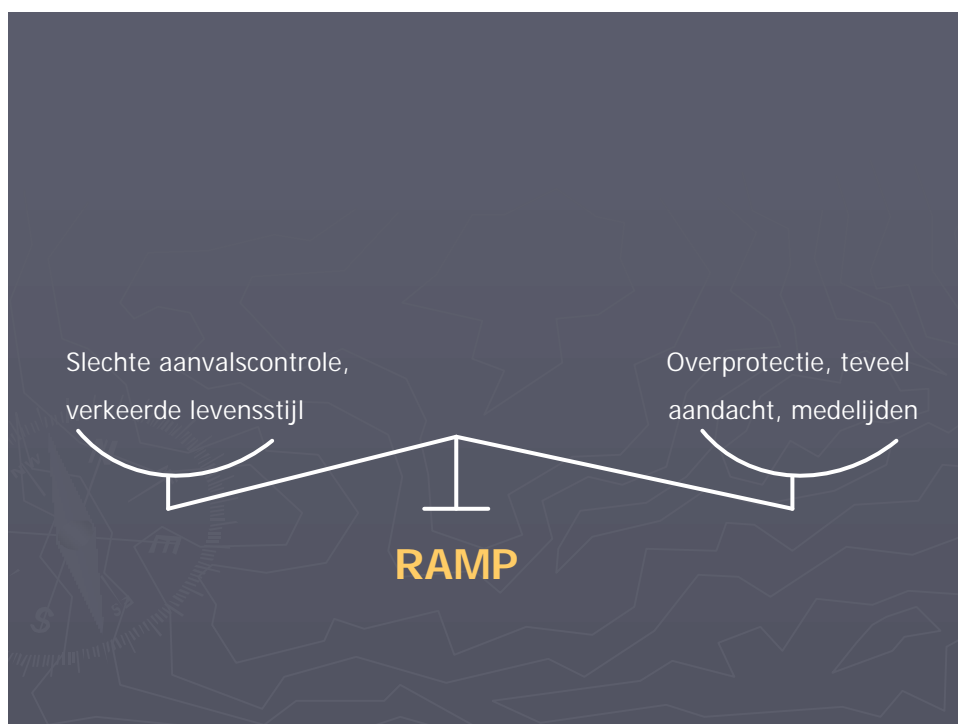 Slechte aanvalscontrole,
verkeerde levensstijl
Overprotectie, teveel
aandacht, medelijden
RAMP